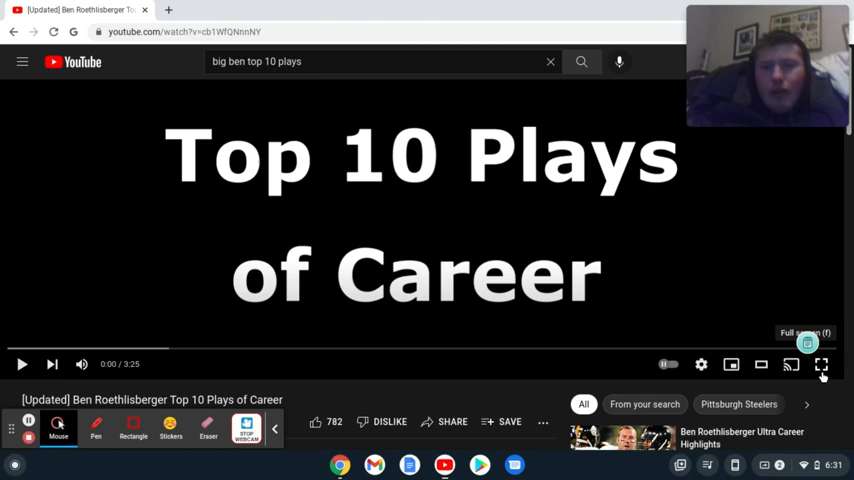 [Updated] Ben Roethlisberger To
youtube.com/watch?v=cb1WfQNnnNY
YouTube
big ben top 10 plays
Top 10 Plays
of Career
Full screen (f)
0:00 / 3:25
[Updated] Ben Roethlisberger Top 10 Plays of Career
782
DISLIKE
SHARE
SAVE
All
From your search
Pittsburgh Steelers
Mouse
Pen
Rectangle
Stickers
Eraser
STOP
WEBCAM
Ben Roethlisberger Ultra Career
Highlights
2
6:31